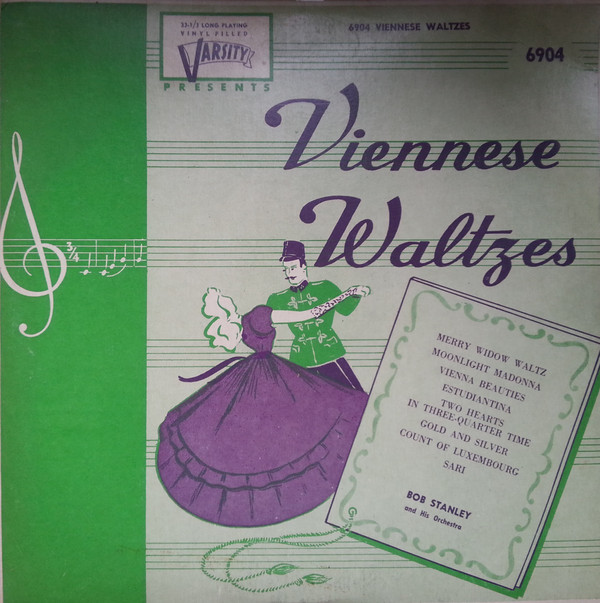 33-1/3 LONG PLAYING
VINYL FILLED
VARSITY
PRESENTS
6904 VIENNESE WALTZES
6904
Viennese
Waltzes
3/4
MERRY WIDOW WALTZ
MOONLIGHT MADONNA
VIENNA BEAUTIES
ESTUDIANTINA
TWO HEARTS
IN THREE-QUARTER TIME
GOLD AND SILVER
COUNT OF LUXEMBOURG
SARI
BOB STANLEY
and His Orchestra